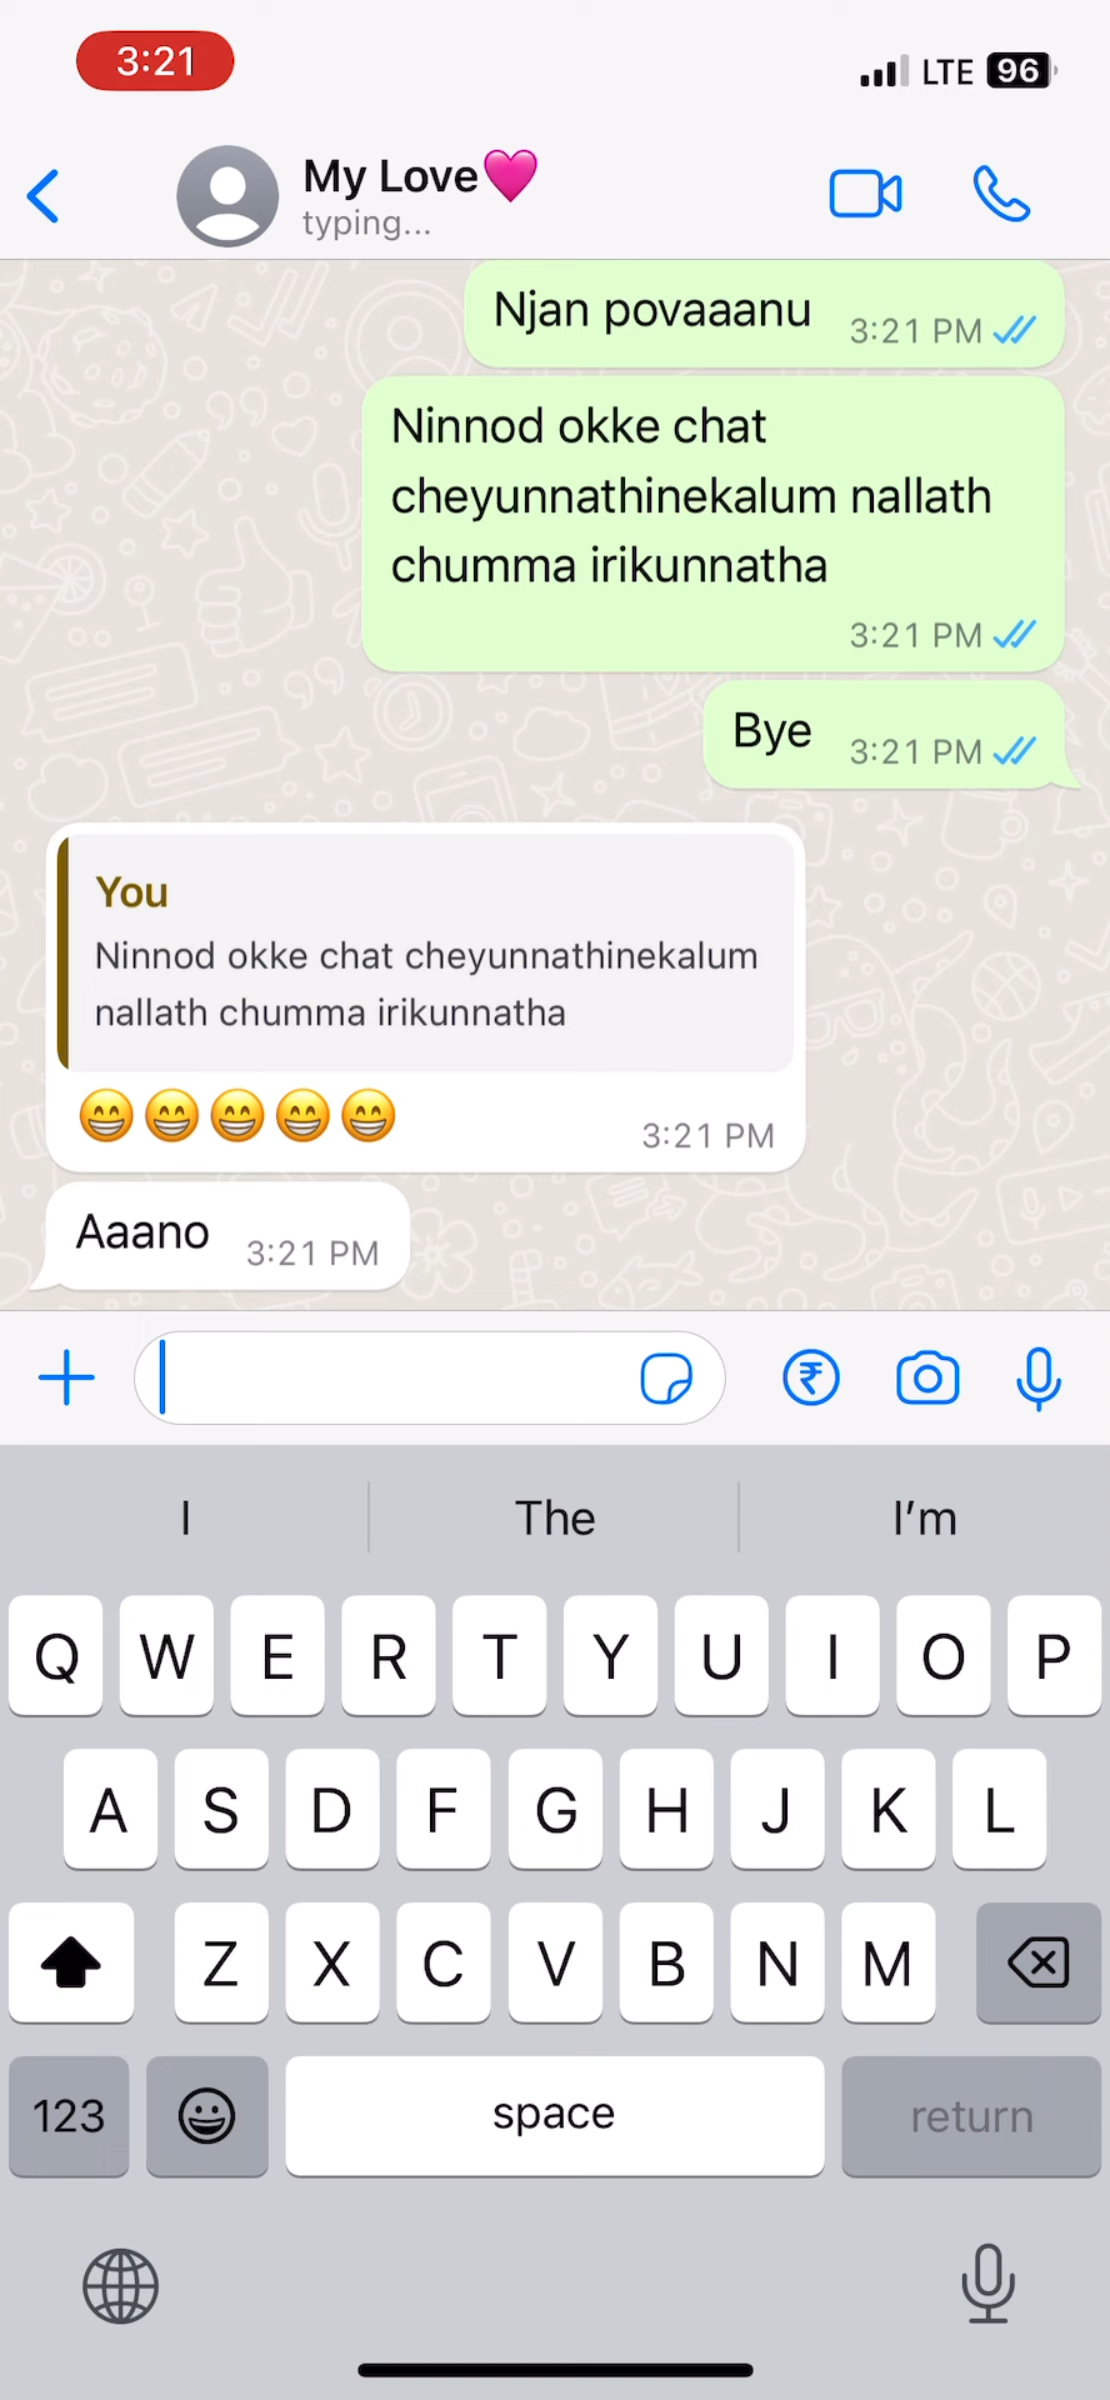 3:21
LTE 96
My Love🩷
typing...
Njan povaaanu 3:21 PM
Ninnod okke chat
cheyunnathinekalum nallath
chumma irikunnatha
3:21 PM
Bye 3:21 PM
You
Ninnod okke chat cheyunnathinekalum
nallath chumma irikunnatha
😁😁😁😁😁 3:21 PM
Aaano 3:21 PM
₹
I The I'm
Q W E R T Y U I O P
A S D F G H J K L
Z X C V B N M
123 space return